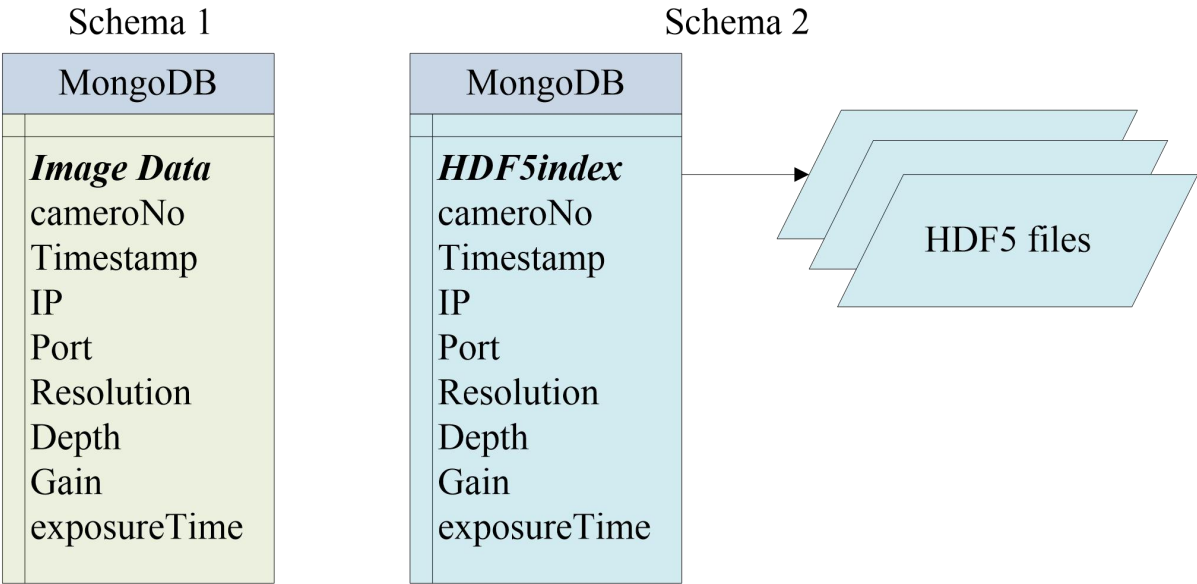 Schema 1
MongoDB
Image Data
cameroNo
Timestamp
IP
Port
Resolution
Depth
Gain
exposureTime
Schema 2
MongoDB
HDF5index
cameroNo
Timestamp
IP
Port
Resolution
Depth
Gain
exposureTime
HDF5 files